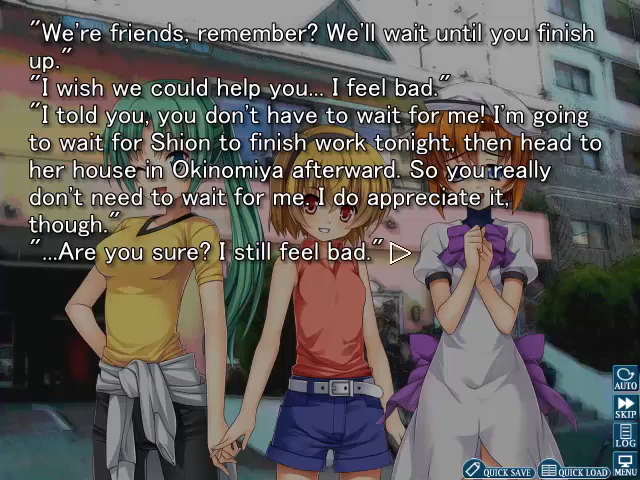 "We're friends, remember? We'll wait until you finish
up."
"I wish we could help you... I feel bad."
"I told you, you don't have to wait for me! I'm going
to wait for Shion to finish work tonight, then head to
her house in Okinomiya afterward. So you really
don't need to wait for me. I do appreciate it,
though."
"...Are you sure? I still feel bad."
AUTO
SKIP
LOG
QUICK SAVE
QUICK LOAD
MENU